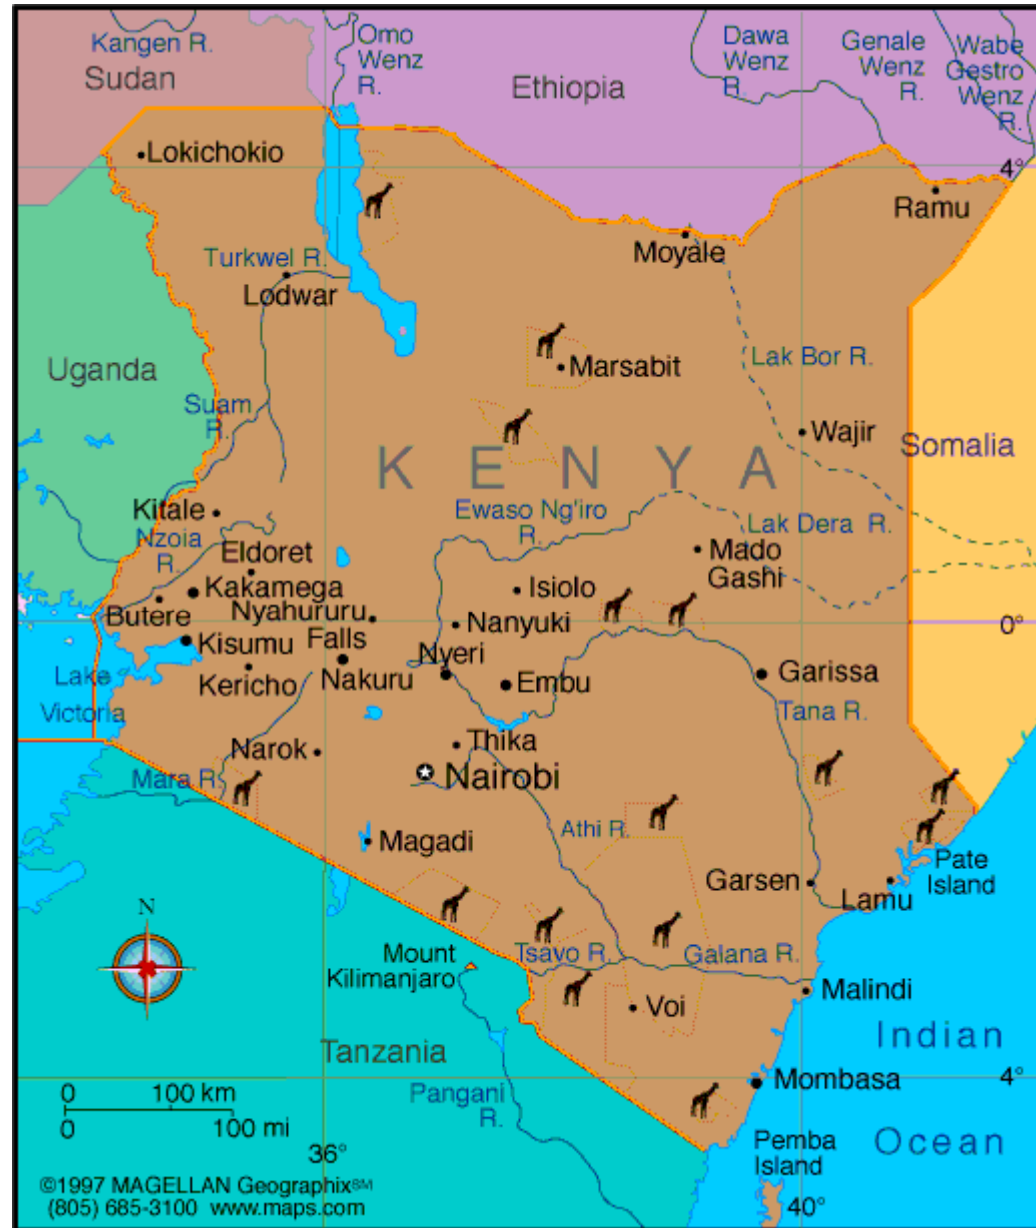 Kangen R.
Sudan
Omo
Wenz
R.
Ethiopia
Dawa
Wenz
R.
Genale
Wenz
R.
Wabe
Gestro
Wenz
R.
Lokichokio
4°
Ramu
Moyale
Turkwel R.
Lodwar
Uganda
Marsabit
Lak Bor R.
Suam
R.
Wajir
Somalia
KENYA
Kitale
Nzoia
R.
Ewaso Ng'iro
R.
Lak Dera R.
Eldoret
Mado
Gashi
Kakamega
Isiolo
Butere
Nyahururu
Falls
Nanyuki
0°
Kisumu
Nyeri
Lake
Victoria
Kericho
Nakuru
Embu
Garissa
Tana R.
Narok
Thika
Nairobi
Mara R.
Athi R.
Magadi
Pate
Island
Garsen
Lamu
N
Mount
Kilimanjaro
Tsavo R.
Galana R.
Malindi
Voi
Indian
Ocean
Tanzania
4°
Mombasa
Pangani
R.
0 100 km
0 100 mi
36°
Pemba
Island
40°
©1997 MAGELLAN Geographix℠
(805) 685-3100 www.maps.com